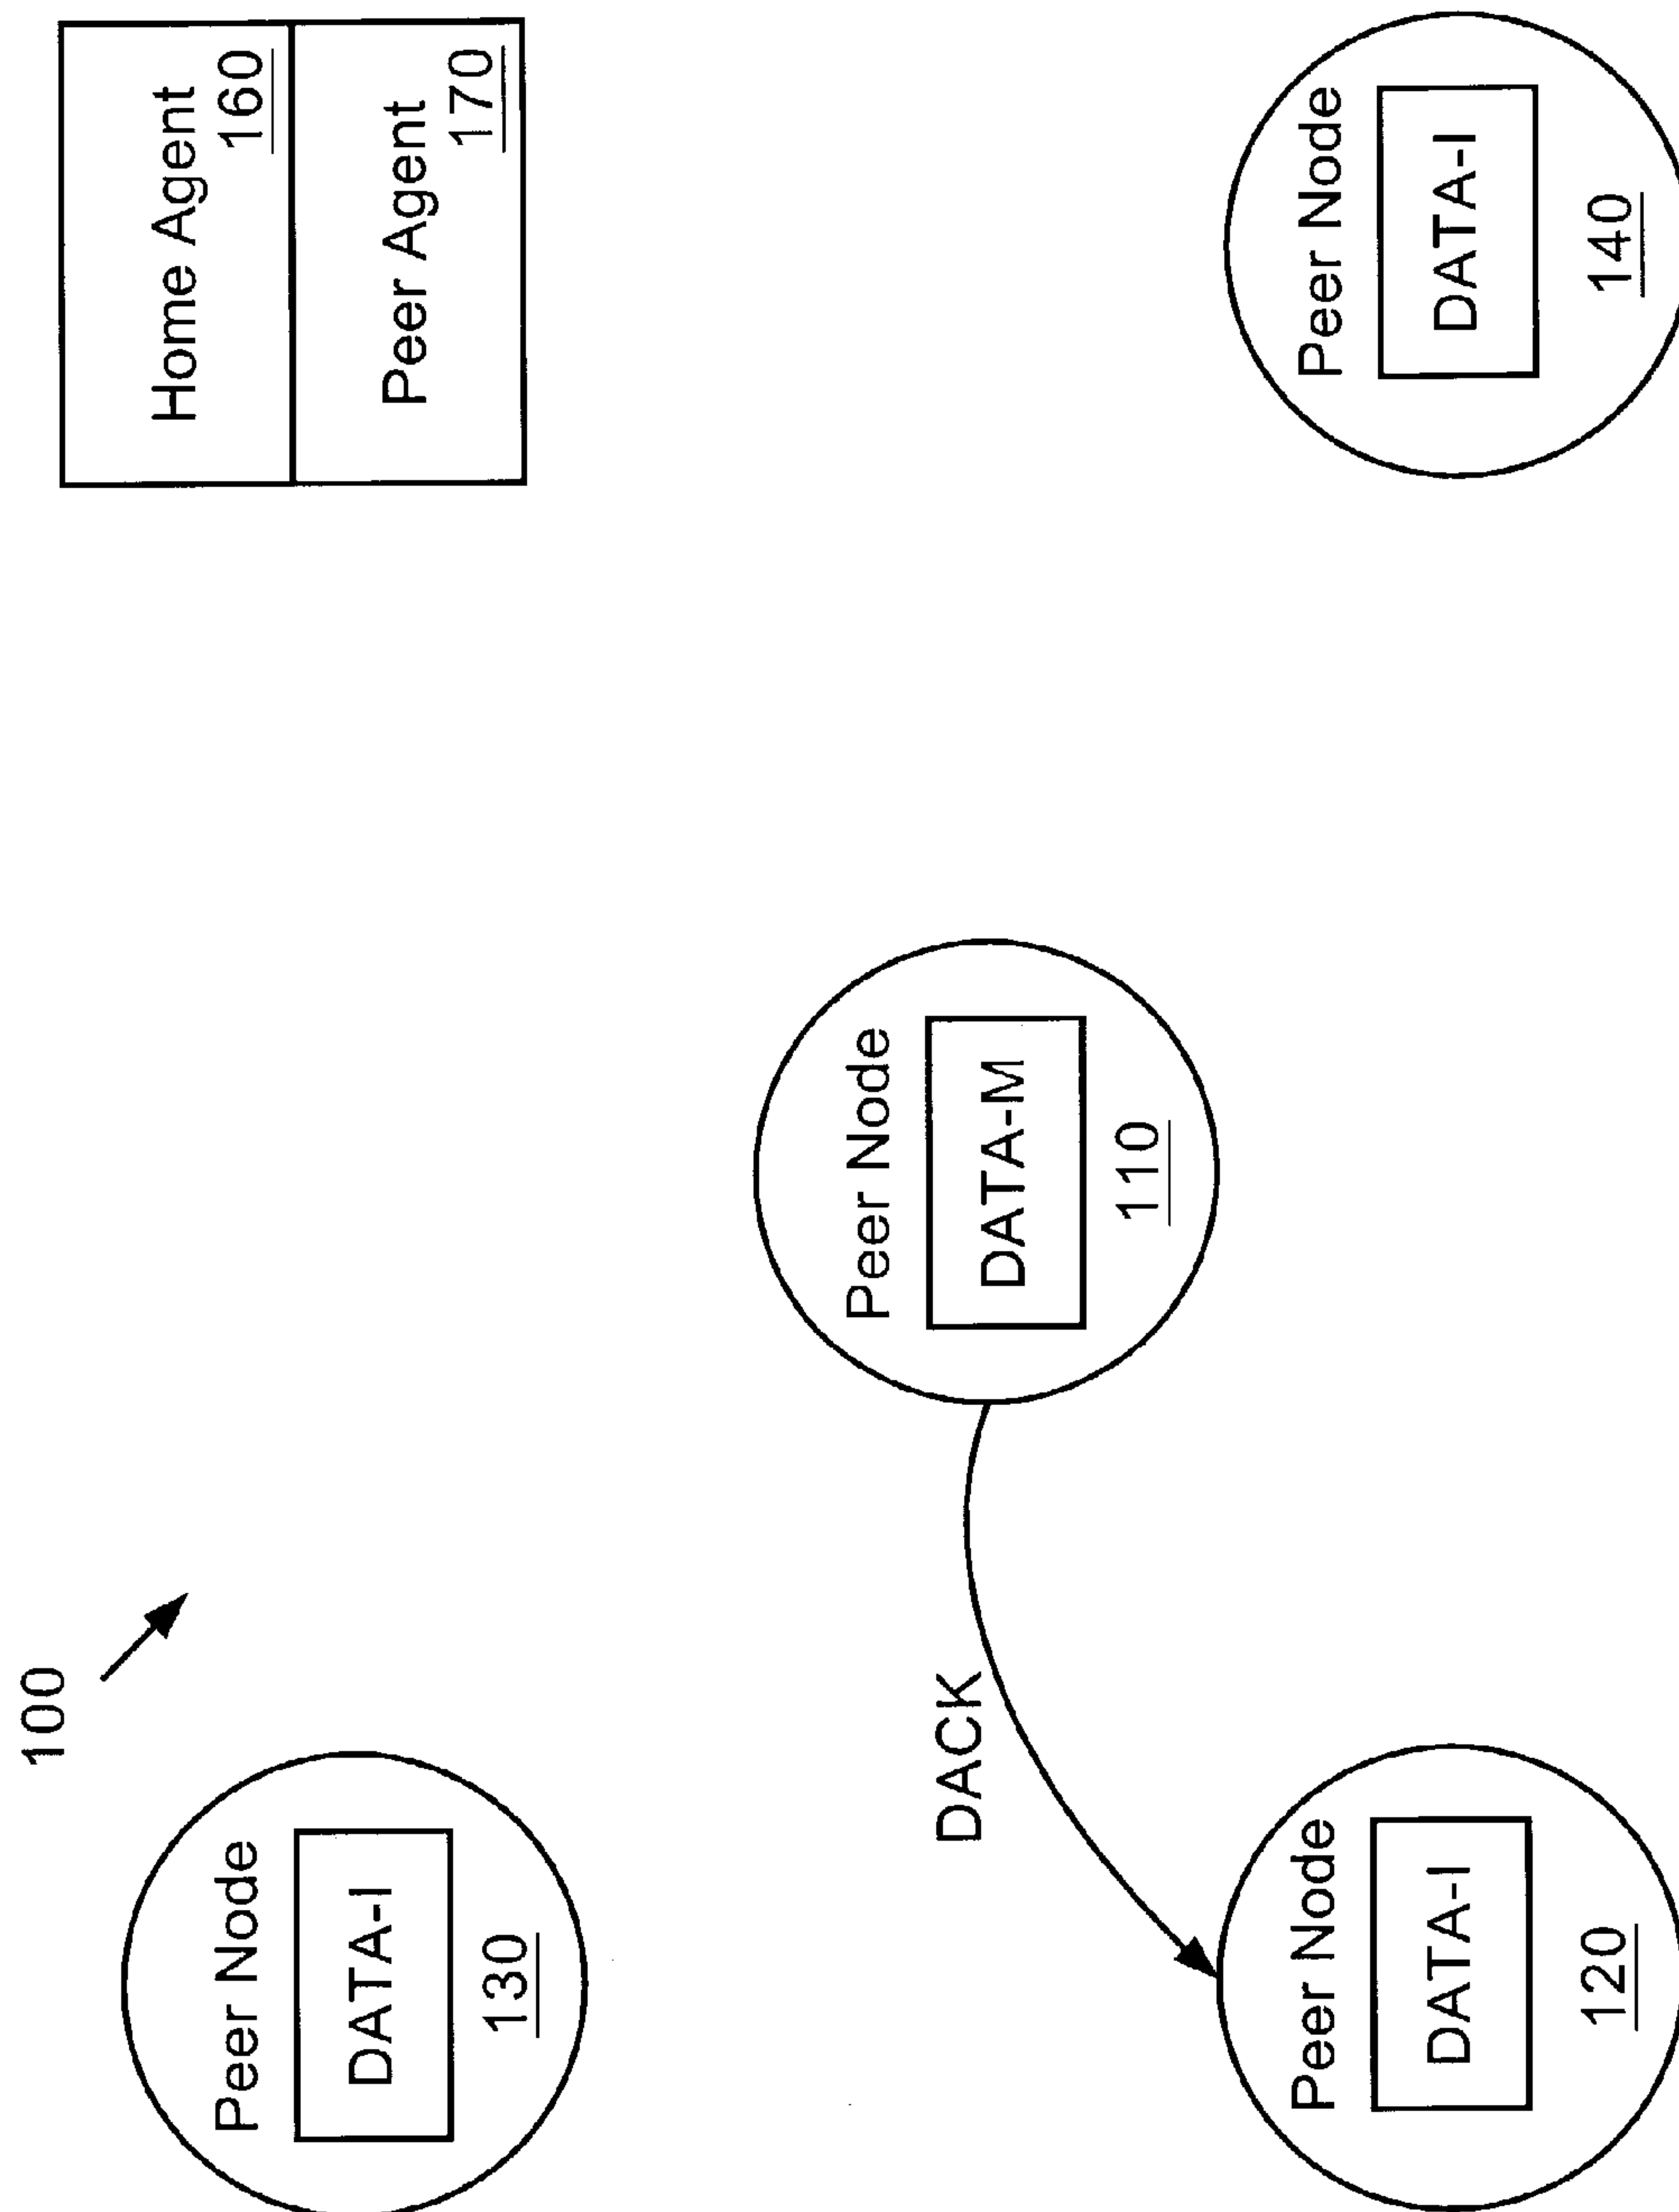 100
Peer Node
DATA-I
130
Home Agent
160
Peer Agent
170
Peer Node
DATA-M
110
DACK
Peer Node
DATA-I
120
Peer Node
DATA-I
140